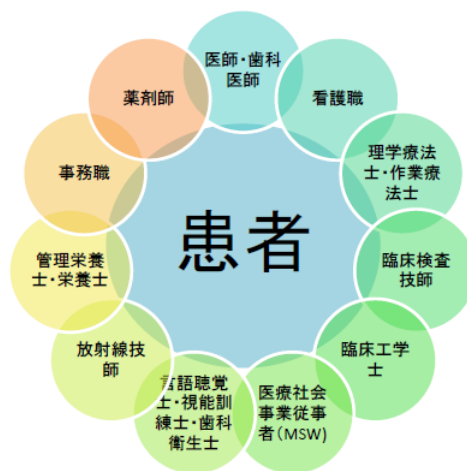 医師・歯科
医師
看護職
理学療法
士・作業療
法士
臨床検査
技師
臨床工学
士
医療社会
事業従事
者(MSW)
言語聴覚
士・視能訓
練士・歯科
衛生士
放射線技
師
管理栄養
士・栄養士
事務職
薬剤師
患者